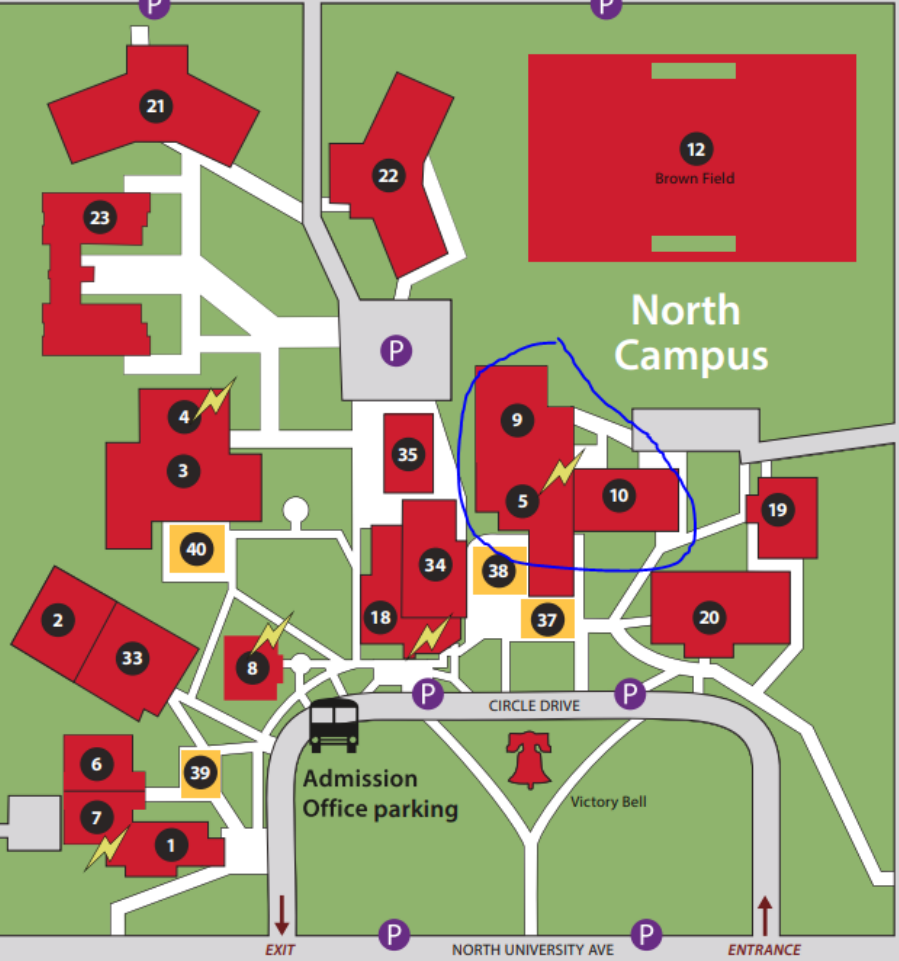 P
P
21
22
12
Brown Field
23
North
Campus
P
4
9
35
3
5
10
19
40
34
38
2
18
37
20
33
8
P
P
CIRCLE DRIVE
6
39
Admission
Office parking
Victory Bell
7
1
P
P
EXIT
NORTH UNIVERSITY AVE
ENTRANCE